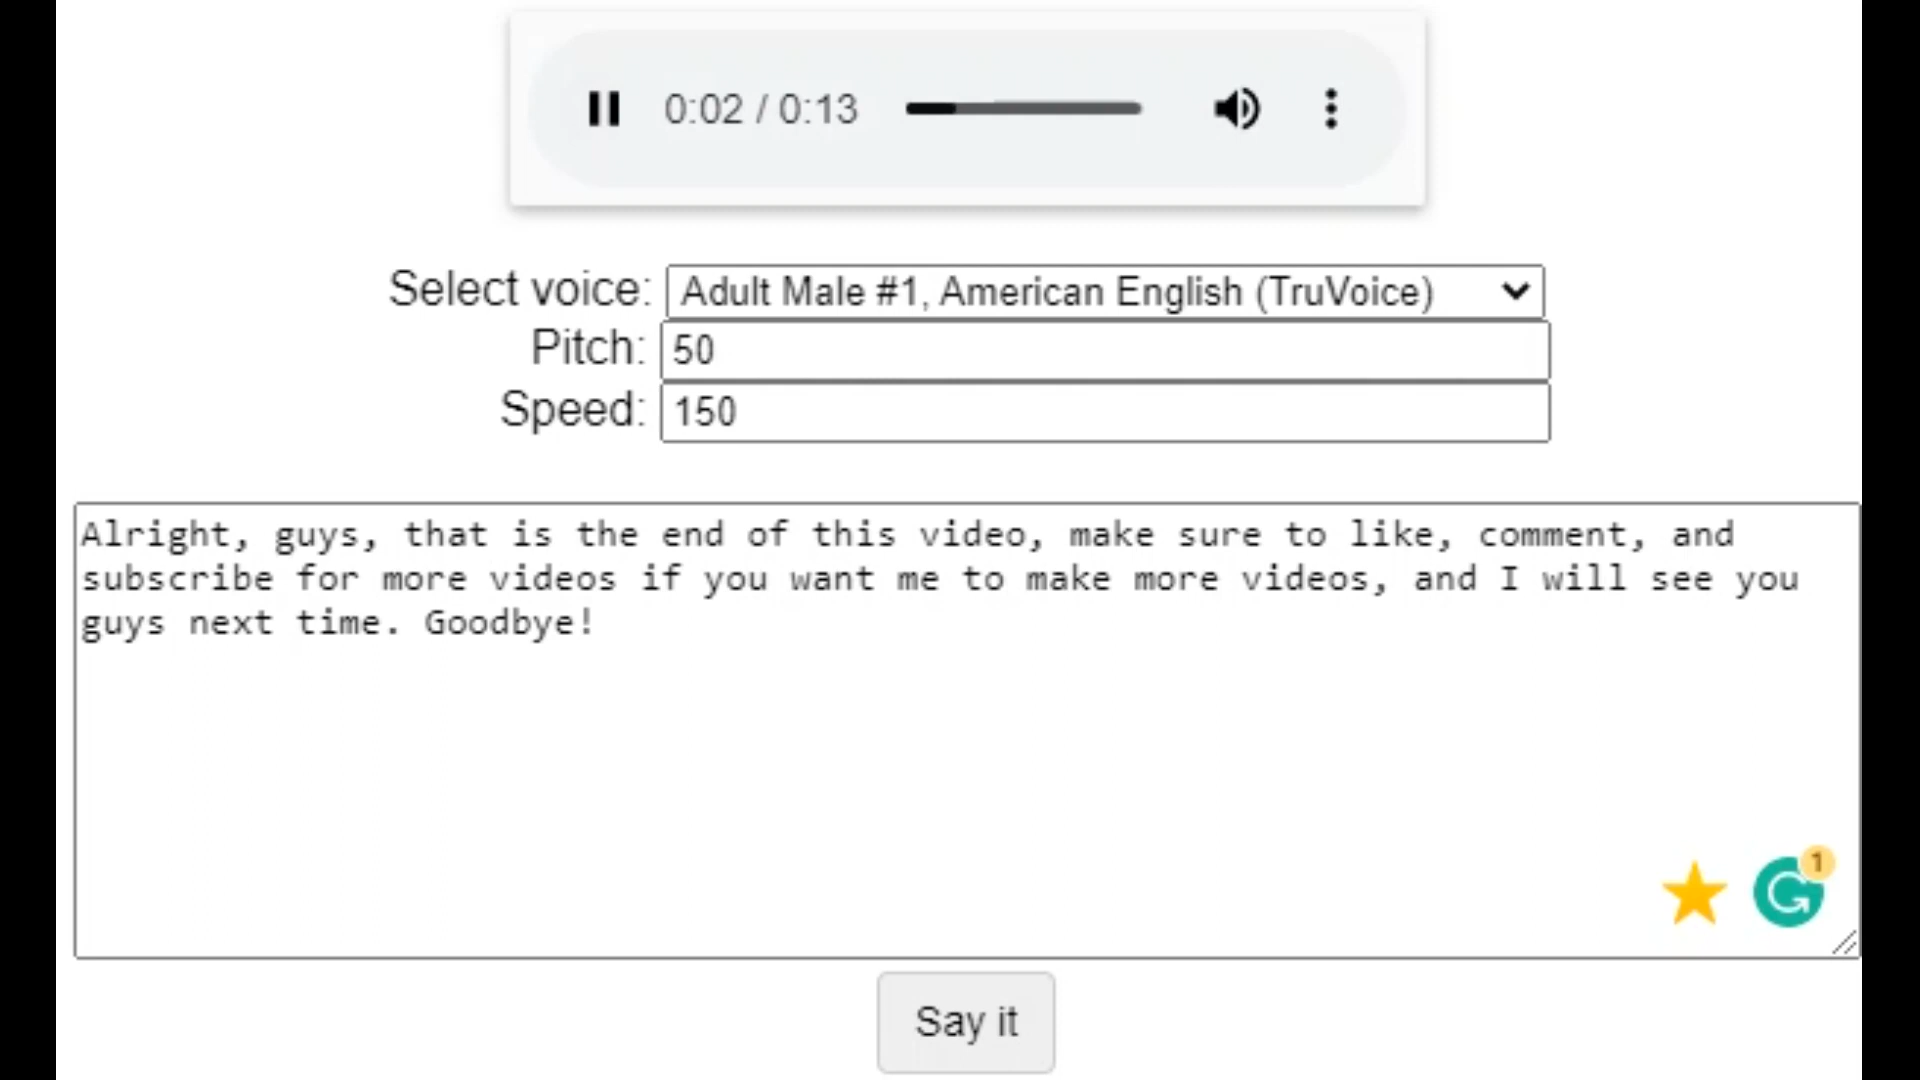 0:02 / 0:13
Select voice: Adult Male #1, American English (TruVoice)
Pitch: 50
Speed: 150
Alright, guys, that is the end of this video, make sure to like, comment, and
subscribe for more videos if you want me to make more videos, and I will see you
guys next time. Goodbye!
1
Say it